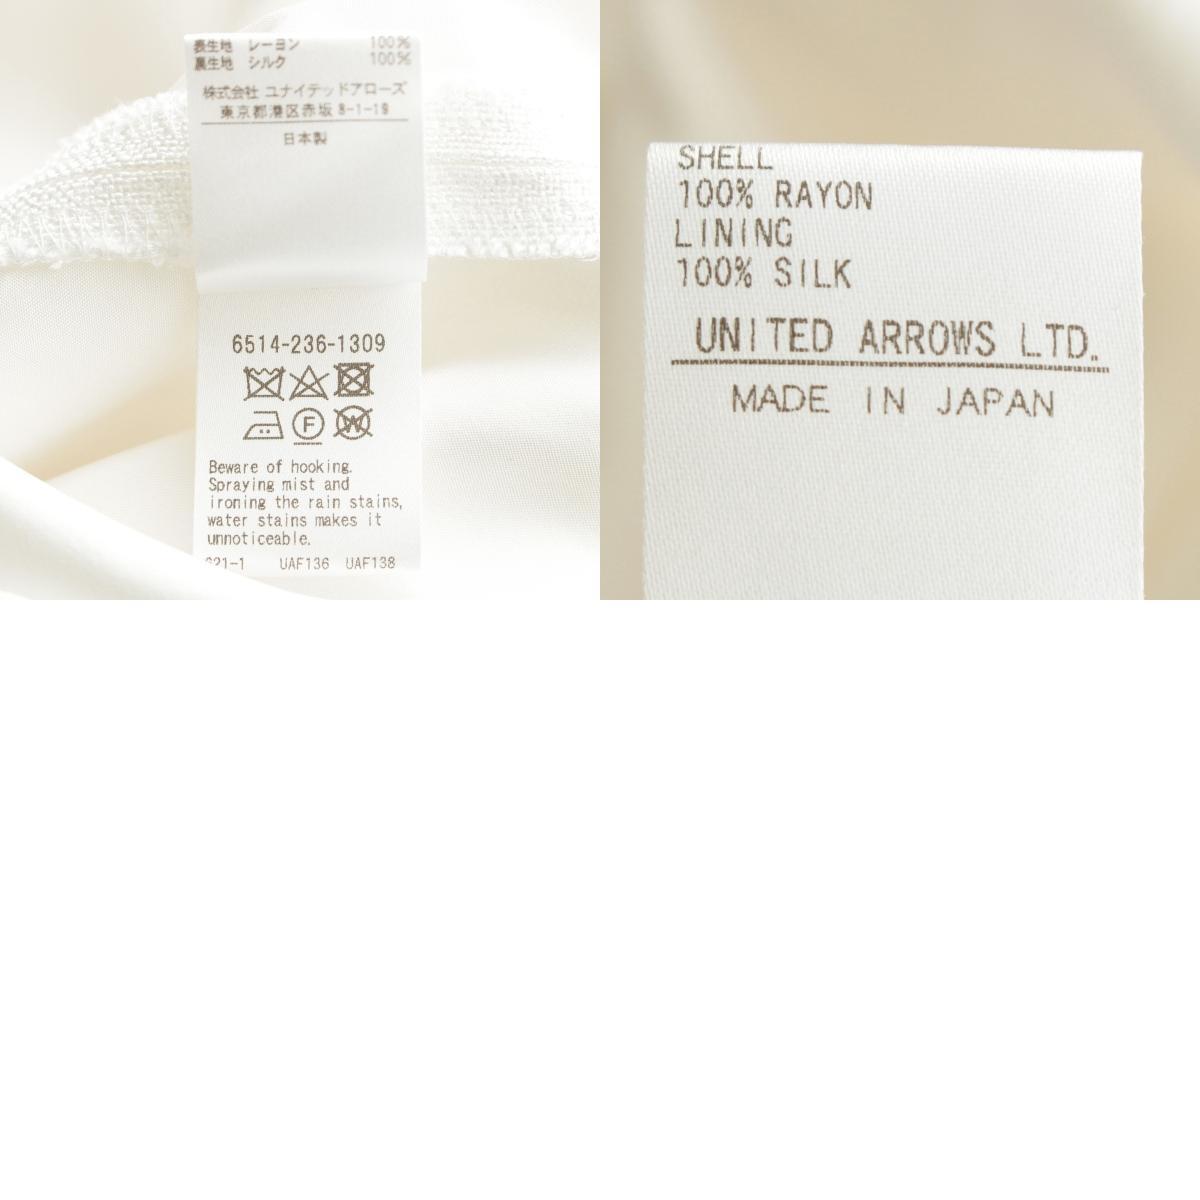 表生地 レーヨン 100%
裏生地 シルク 100%
株式会社 ユナイテッドアローズ
東京都港区赤坂 8-1-19
日本製
6514-236-1309
F
W
Beware of hooking.
Spraying mist and
ironing the rain stains,
water stains makes it
unnoticeable.
UAF136 UAF138
SHELL
100% RAYON
LINING
100% SILK
UNITED ARROWS LTD.
MADE IN JAPAN